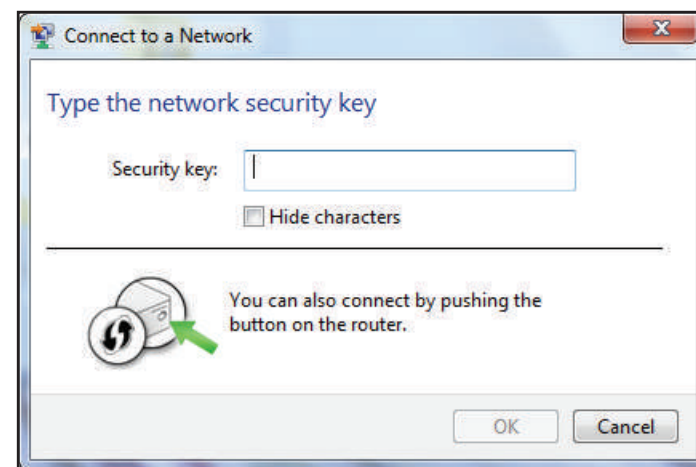 Connect to a Network
Type the network security key
Security key:
Hide characters
You can also connect by pushing the
button on the router.
OK
Cancel